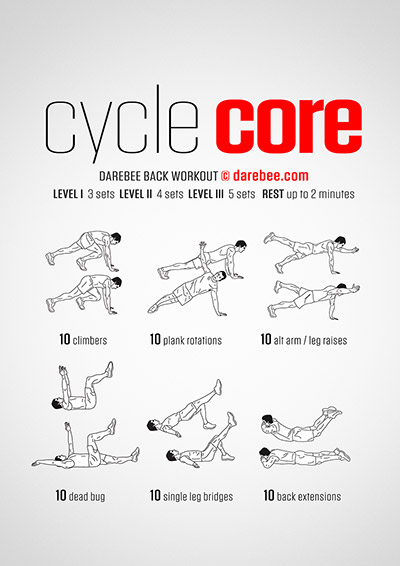 cycle core
DAREBEE BACK WORKOUT © darebee.com
LEVEL I 3 sets LEVEL II 4 sets LEVEL III 5 sets REST up to 2 minutes
10 climbers
10 plank rotations
10 alt arm / leg raises
10 dead bug
10 single leg bridges
10 back extensions